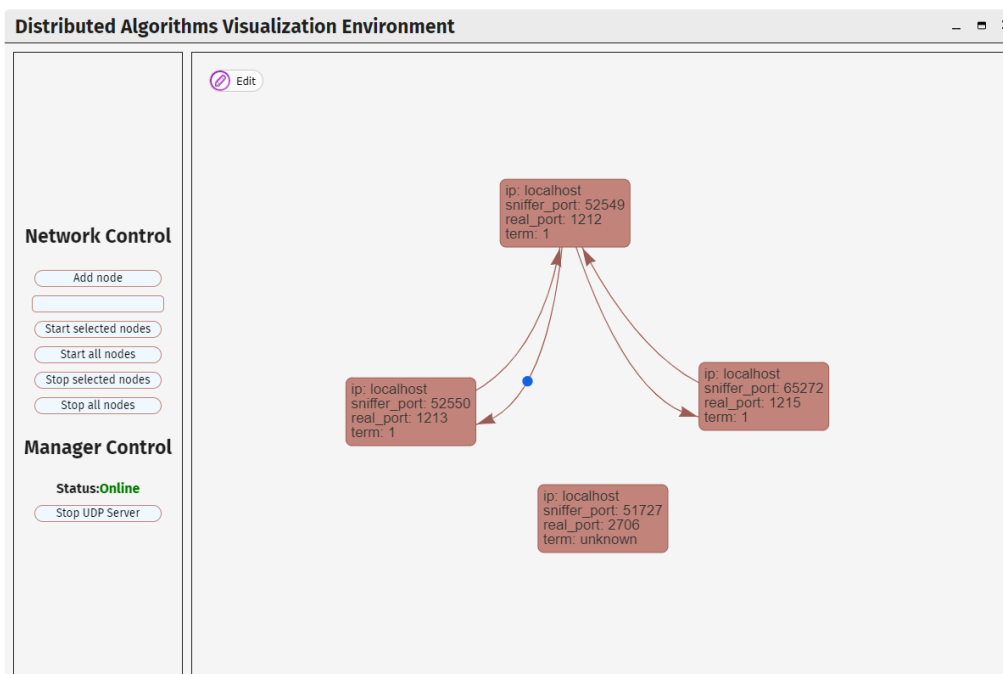 Distributed Algorithms Visualization Environment
Edit
Network Control
Add node
Start selected nodes
Start all nodes
Stop selected nodes
Stop all nodes
Manager Control
Status:Online
Stop UDP Server
ip: localhost
sniffer_port: 52549
real_port: 1212
term: 1
ip: localhost
sniffer_port: 52550
real_port: 1213
term: 1
ip: localhost
sniffer_port: 65272
real_port: 1215
term: 1
ip: localhost
sniffer_port: 51727
real_port: 2706
term: unknown